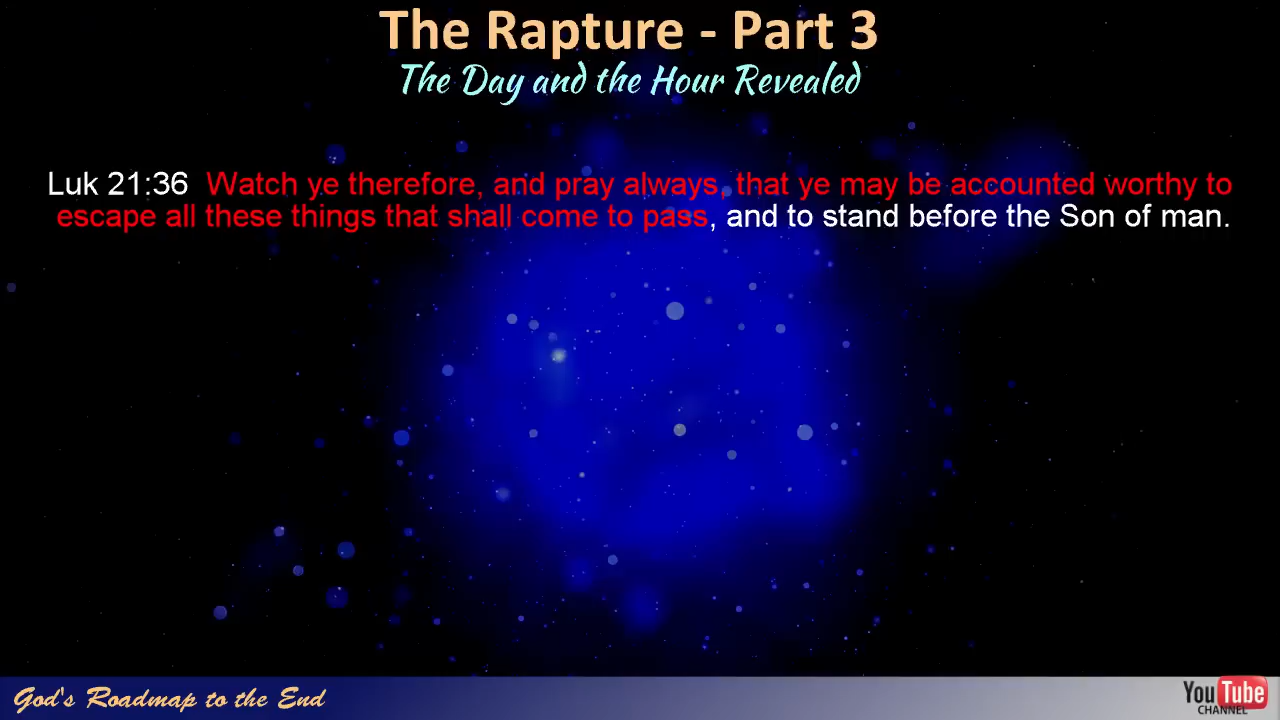 The Rapture - Part 3
The Day and the Hour Revealed
Luk 21:36  Watch ye therefore, and pray always, that ye may be accounted worthy to
escape all these things that shall come to pass, and to stand before the Son of man.
God's Roadmap to the End
YouTube
CHANNEL